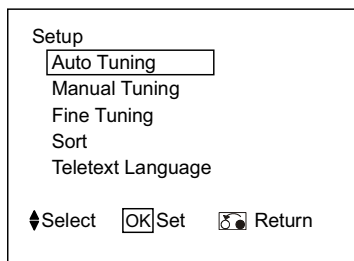 Setup
Auto Tuning
Manual Tuning
Fine Tuning
Sort
Teletext Language
Select OK Set Return